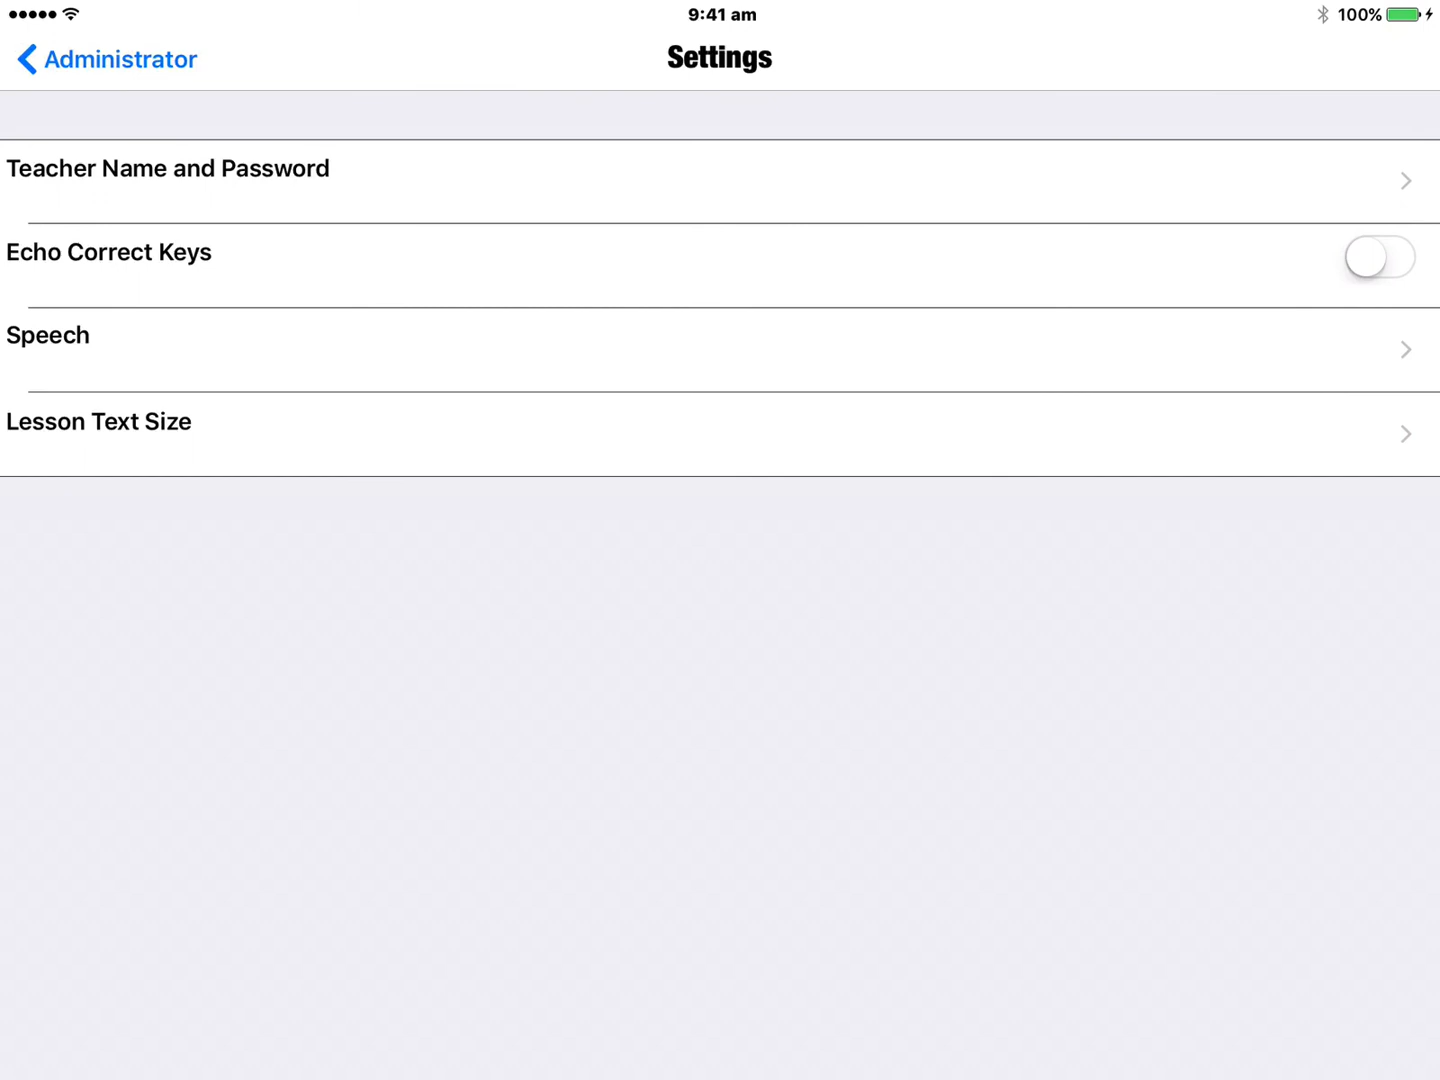 9:41 am
100%
Administrator
Settings
Teacher Name and Password
Echo Correct Keys
Speech
Lesson Text Size